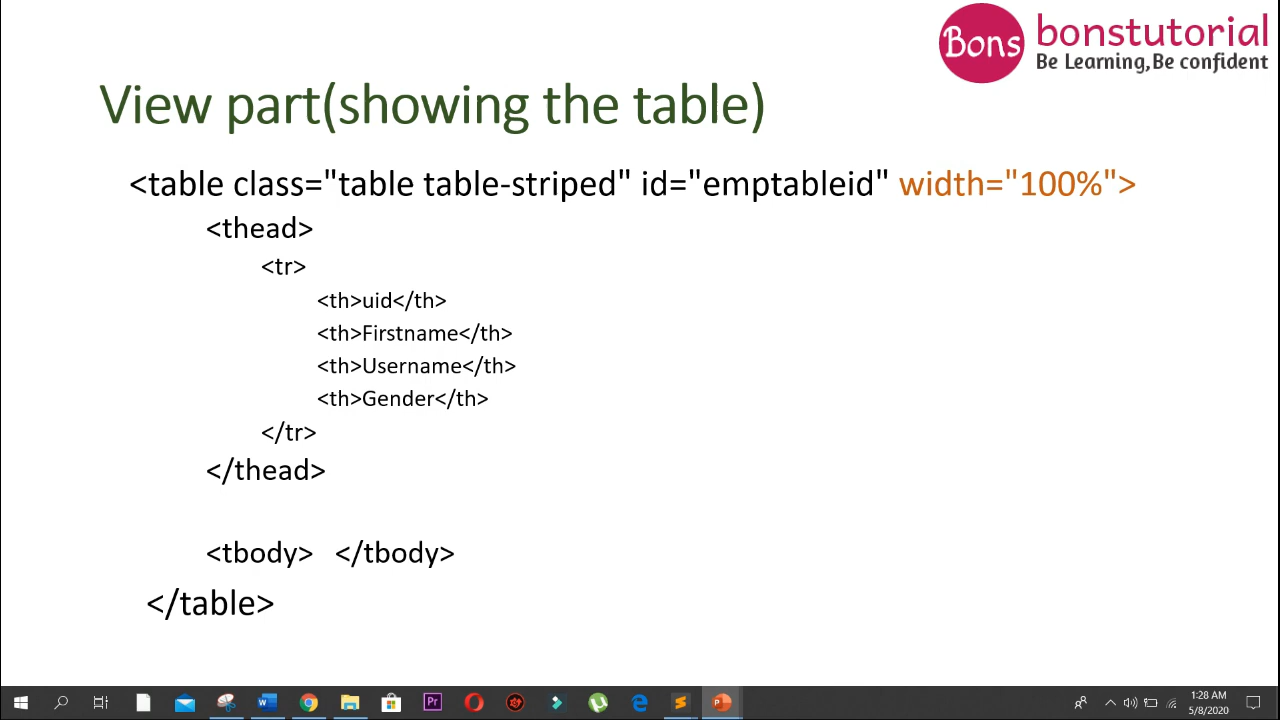 Bons
bonstutorial
Be Learning,Be confident
View part(showing the table)
<table class="table table-striped" id="emptableid" width="100%">
<thead>
<tr>
<th>uid</th>
<th>Firstname</th>
<th>Username</th>
<th>Gender</th>
</tr>
</thead>
<tbody> </tbody>
</table>
Pr
1:28 AM
5/8/2020